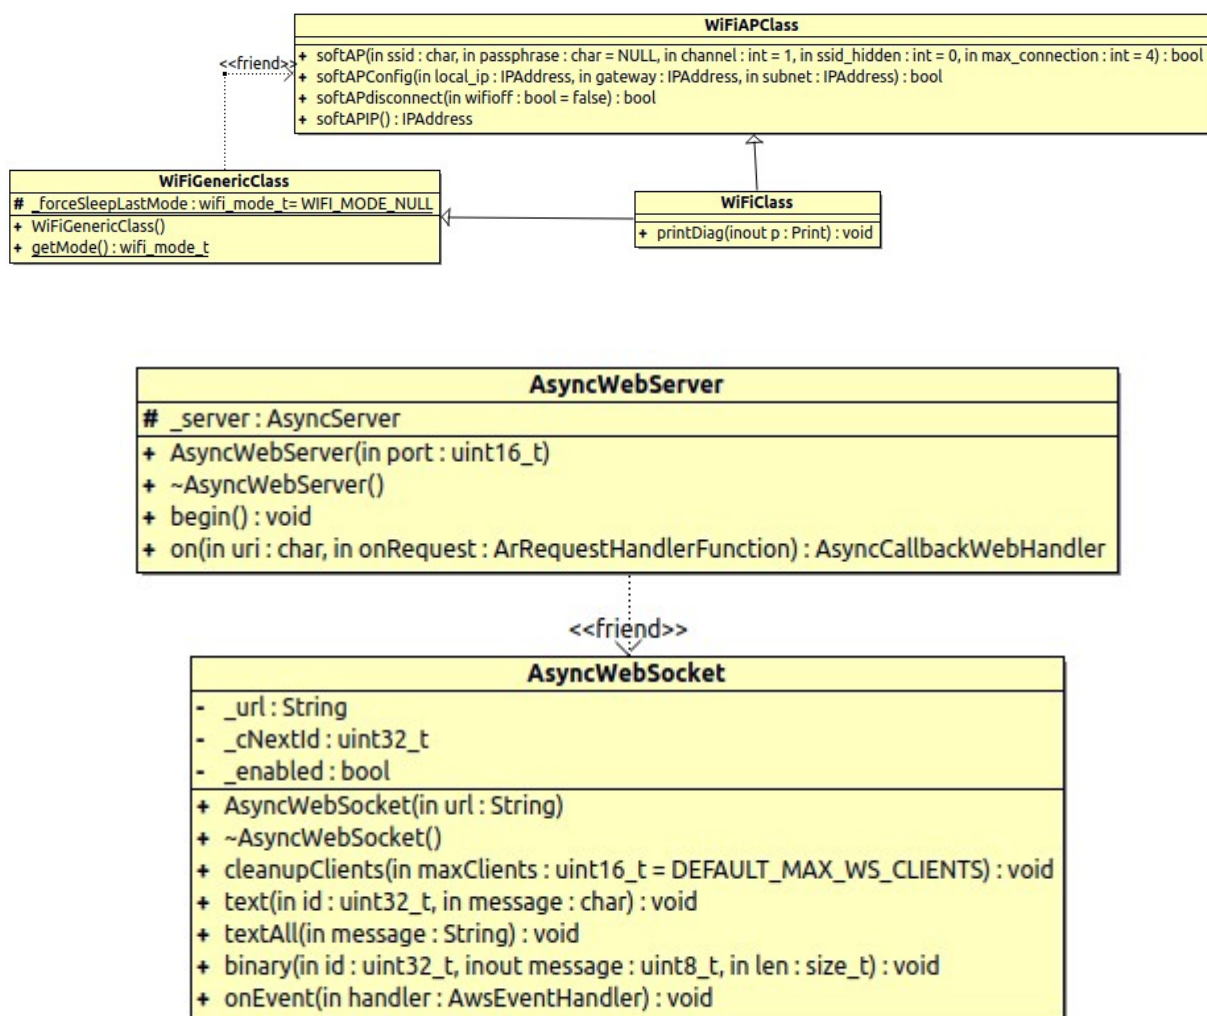 WiFiAPClass
+ softAP(in ssid : char, in passphrase : char = NULL, in channel : int = 1, in ssid_hidden : int = 0, in max_connection : int = 4) : bool
+ softAPConfig(in local_ip : IPAddress, in gateway : IPAddress, in subnet : IPAddress) : bool
+ softAPdisconnect(in wifioff : bool = false) : bool
+ softAPIP() : IPAddress
<<friend>>
WiFiGenericClass
# _forceSleepLastMode : wifi_mode_t= WIFI_MODE_NULL
+ WiFiGenericClass()
+ getMode() : wifi_mode_t
WiFiClass
+ printDiag(inout p : Print) : void
AsyncWebServer
# _server : AsyncServer
+ AsyncWebServer(in port : uint16_t)
+ ~AsyncWebServer()
+ begin() : void
+ on(in uri : char, in onRequest : ArRequestHandlerFunction) : AsyncCallbackWebHandler
<<friend>>
AsyncWebSocket
- _url : String
- _cNextId : uint32_t
- _enabled : bool
+ AsyncWebSocket(in url : String)
+ ~AsyncWebSocket()
+ cleanupClients(in maxClients : uint16_t = DEFAULT_MAX_WS_CLIENTS) : void
+ text(in id : uint32_t, in message : char) : void
+ textAll(in message : String) : void
+ binary(in id : uint32_t, inout message : uint8_t, in len : size_t) : void
+ onEvent(in handler : AwsEventHandler) : void